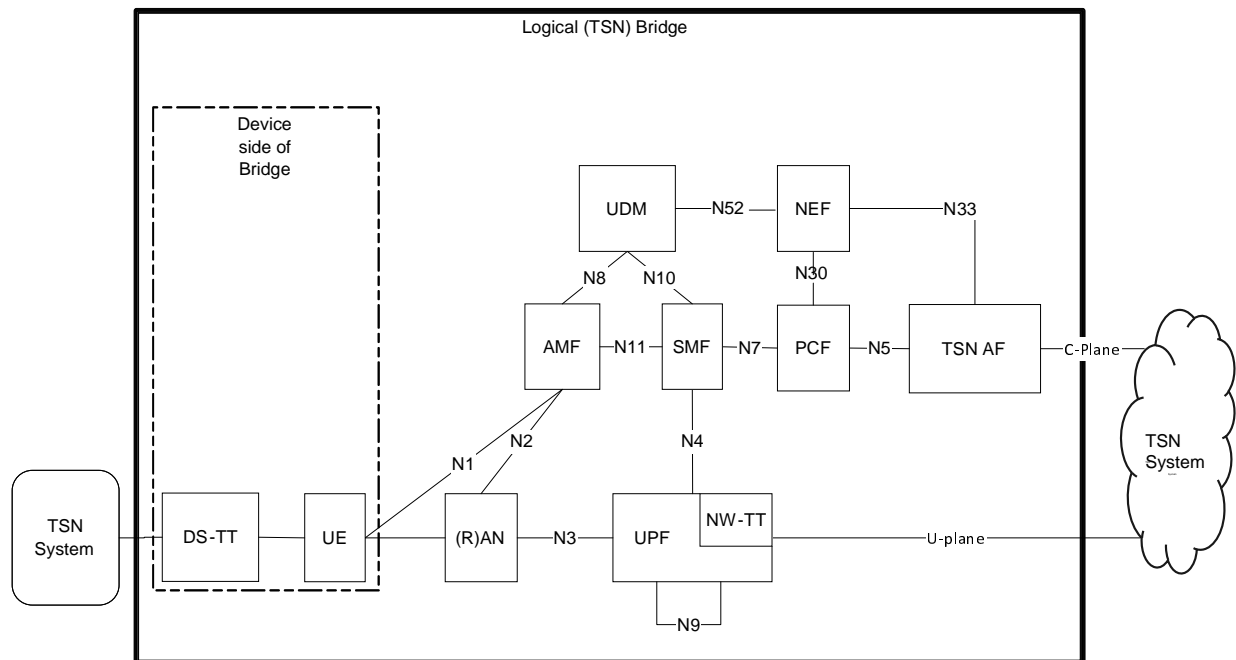 Logical (TSN) Bridge
Device
side of
Bridge
UDM
N52
NEF
N33
N8
N10
N30
AMF
N11
SMF
N7
PCF
N5
TSN AF
C-Plane
N1
N2
N4
TSN
System
TSN
System
DS-TT
UE
(R)AN
N3
UPF
NW-TT
U-plane
N9